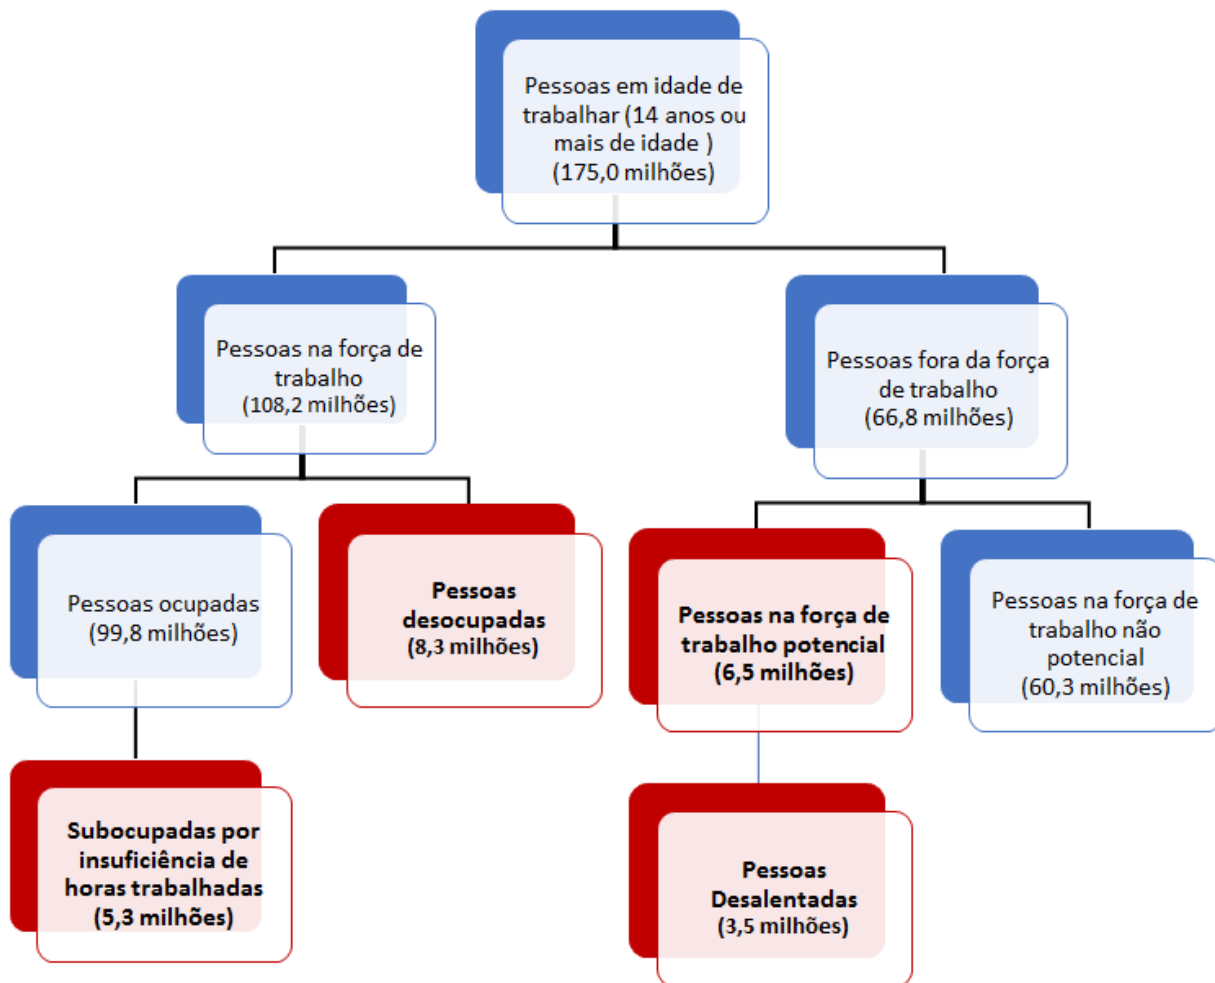 Pessoas em idade de
trabalhar (14 anos ou
mais de idade )
(175,0 milhões)
Pessoas na força de
trabalho
(108,2 milhões)
Pessoas fora da força
de trabalho
(66,8 milhões)
Pessoas ocupadas
(99,8 milhões)
Pessoas
desocupadas
(8,3 milhões)
Pessoas na força de
trabalho potencial
(6,5 milhões)
Pessoas na força de
trabalho não
potencial
(60,3 milhões)
Subocupadas por
insuficiência de
horas trabalhadas
(5,3 milhões)
Pessoas
Desalentadas
(3,5 milhões)